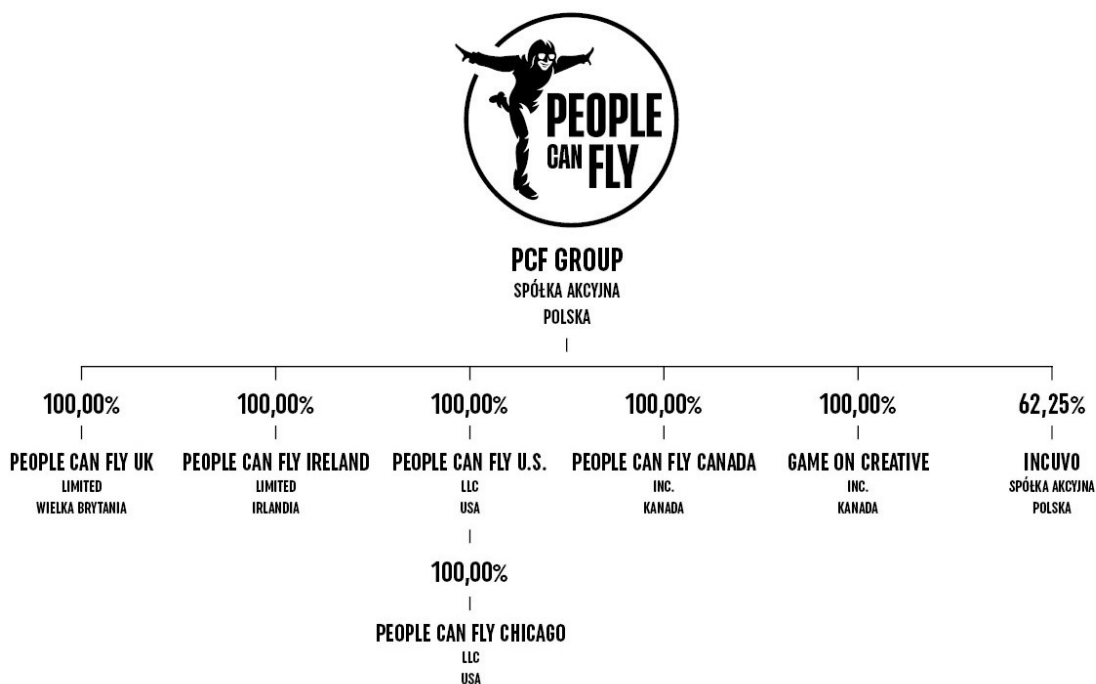 PEOPLE
CAN FLY
PCF GROUP
SPÓŁKA AKCYJNA
POLSKA
100,00% 100,00% 100,00% 100,00% 100,00% 62,25%
PEOPLE CAN FLY UK PEOPLE CAN FLY IRELAND PEOPLE CAN FLY U.S. PEOPLE CAN FLY CANADA GAME ON CREATIVE INCUVO
LIMITED LIMITED LLC INC. INC. SPÓŁKA AKCYJNA
WIELKA BRYTANIA IRLANDIA USA KANADA KANADA POLSKA
100,00%
PEOPLE CAN FLY CHICAGO
LLC
USA